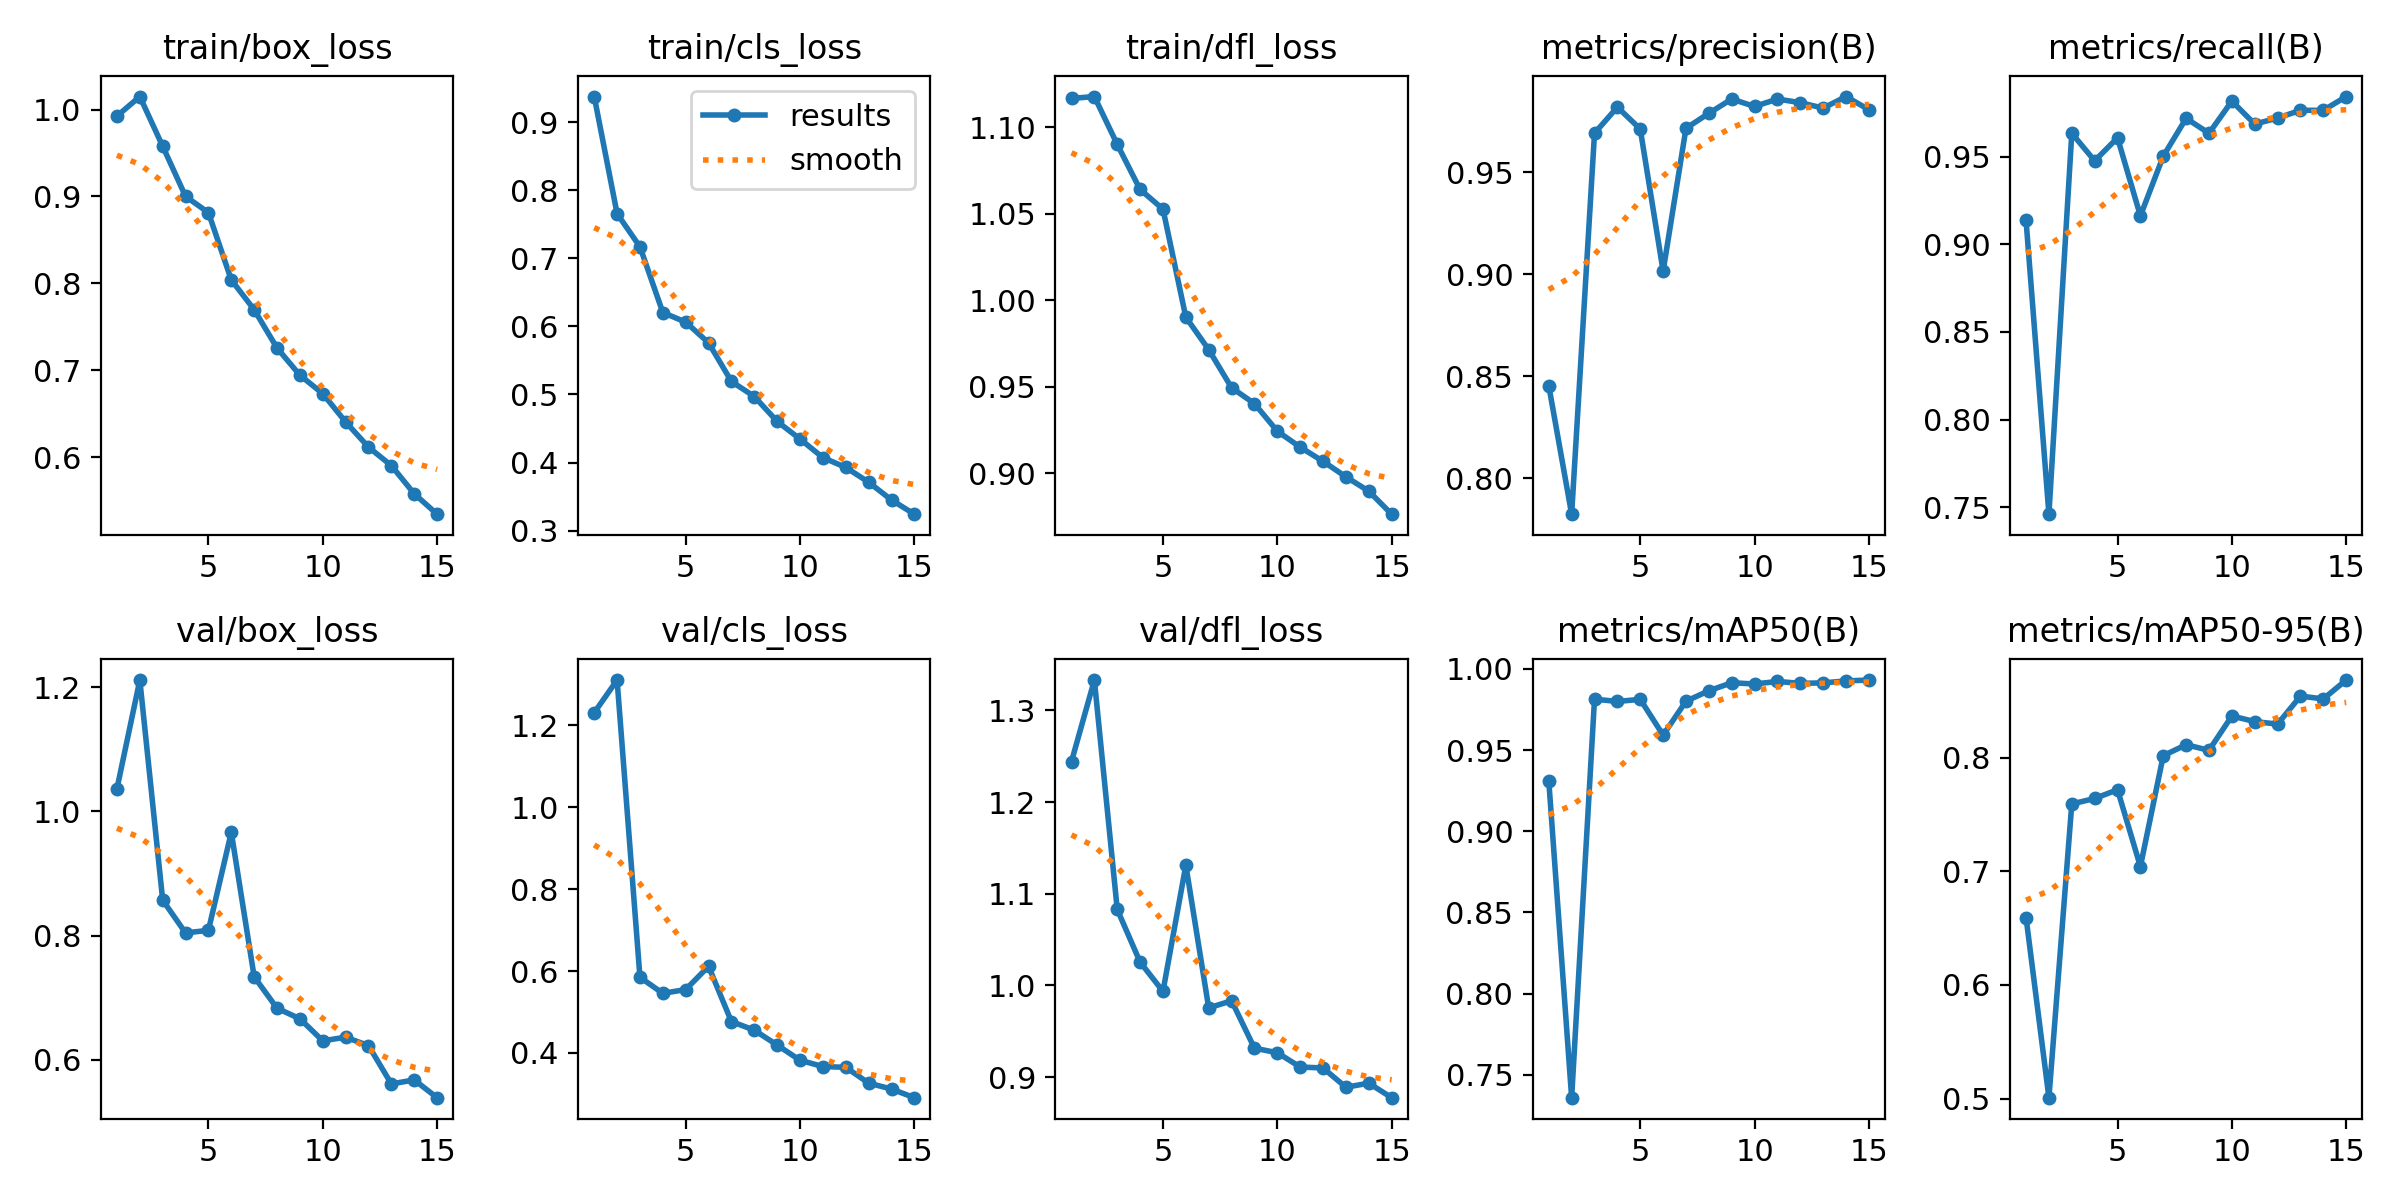 train/box_loss
1.0
0.9
0.8
0.7
0.6
5 10 15
train/cls_loss
results
smooth
0.9
0.8
0.7
0.6
0.5
0.4
0.3
5 10 15
train/dfl_loss
1.10
1.05
1.00
0.95
0.90
5 10 15
metrics/precision(B)
0.95
0.90
0.85
0.80
5 10 15
metrics/recall(B)
0.95
0.90
0.85
0.80
0.75
5 10 15
val/box_loss
1.2
1.0
0.8
0.6
5 10 15
val/cls_loss
1.2
1.0
0.8
0.6
0.4
5 10 15
val/dfl_loss
1.3
1.2
1.1
1.0
0.9
5 10 15
metrics/mAP50(B)
1.00
0.95
0.90
0.85
0.80
0.75
5 10 15
metrics/mAP50-95(B)
0.8
0.7
0.6
0.5
5 10 15